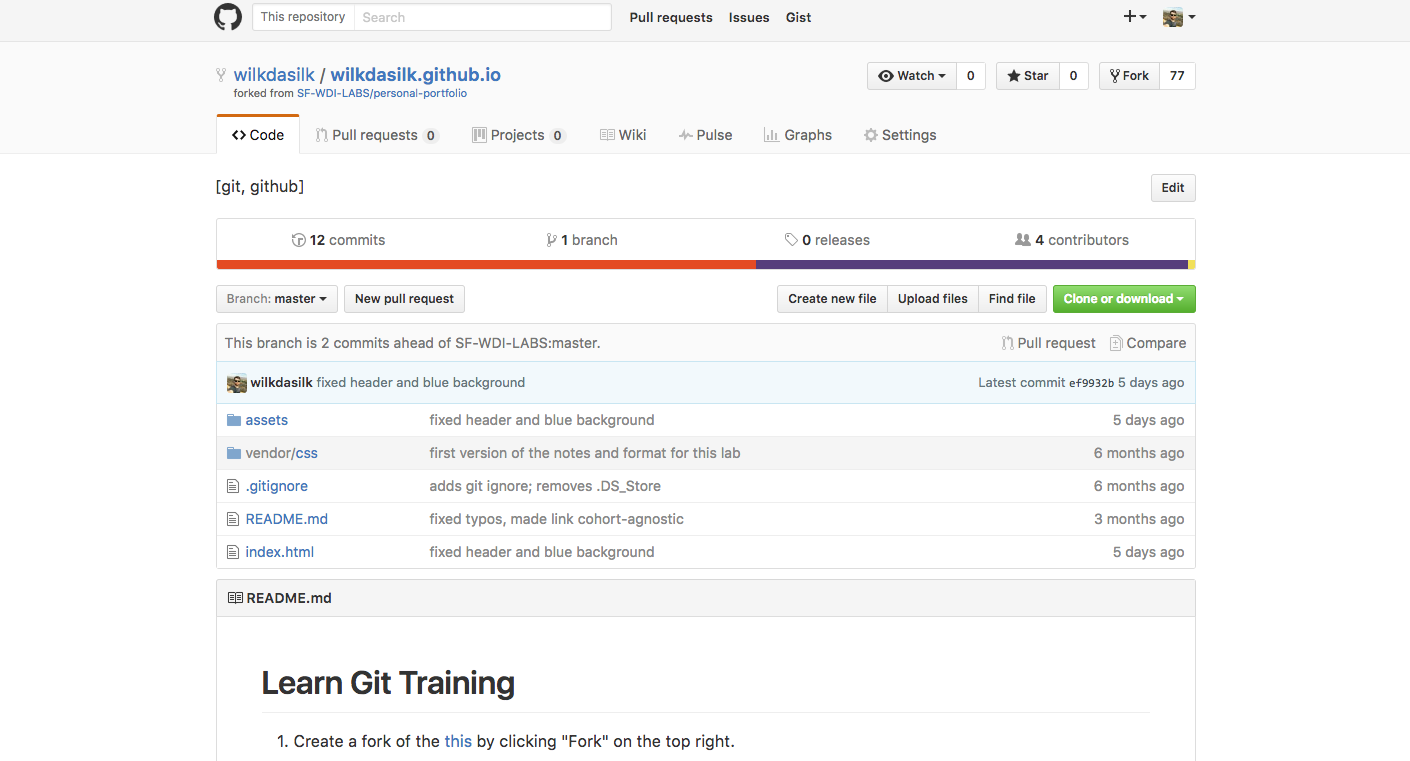 This repository Search Pull requests Issues Gist
wilkdasilk / wilkdasilk.github.io Watch 0 Star 0 Fork 77
forked from SF-WDI-LABS/personal-portfolio
Code Pull requests 0 Projects 0 Wiki Pulse Graphs Settings
[git, github] Edit
12 commits 1 branch 0 releases 4 contributors
Branch: master New pull request Create new file Upload files Find file Clone or download
This branch is 2 commits ahead of SF-WDI-LABS:master. Pull request Compare
wilkdasilk fixed header and blue background Latest commit ef9932b 5 days ago
assets fixed header and blue background 5 days ago
vendor/css first version of the notes and format for this lab 6 months ago
.gitignore adds git ignore; removes .DS_Store 6 months ago
README.md fixed typos, made link cohort-agnostic 3 months ago
index.html fixed header and blue background 5 days ago
README.md
Learn Git Training
1. Create a fork of the this by clicking "Fork" on the top right.